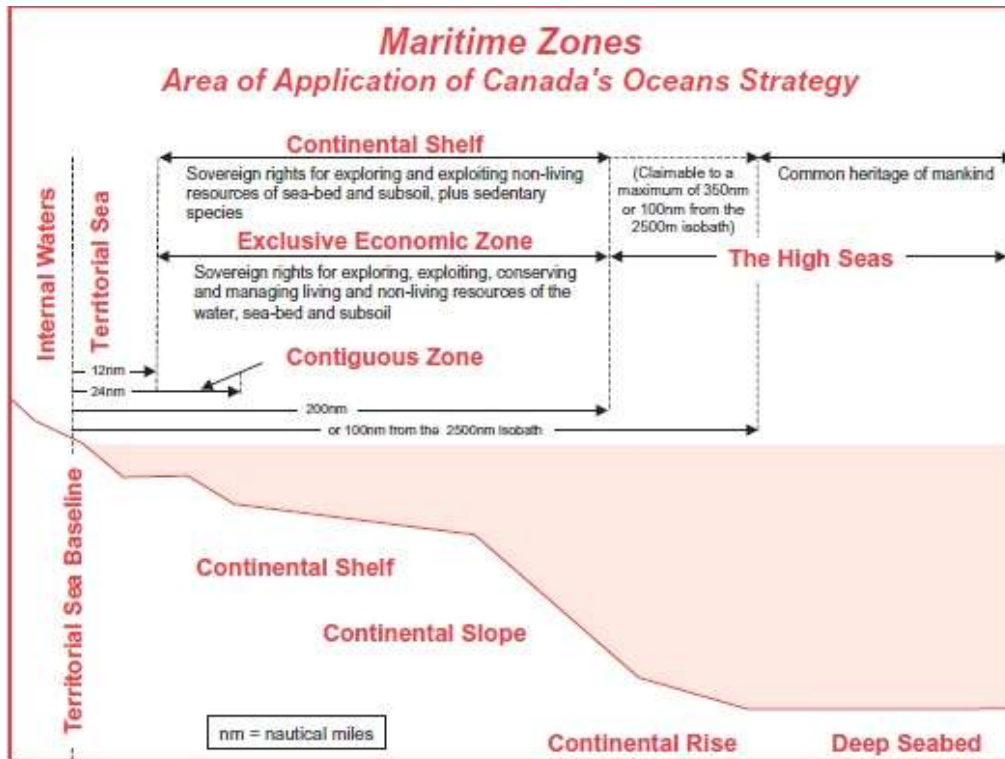 Maritime Zones
Area of Application of Canada's Oceans Strategy
Internal Waters
Territorial Sea
Continental Shelf
Sovereign rights for exploring and exploiting non-living
resources of sea-bed and subsoil, plus sedentary
species
(Claimable to a
maximum of 350nm
or 100nm from the
2500m isobath)
Common heritage of mankind
Exclusive Economic Zone
The High Seas
Sovereign rights for exploring, exploiting, conserving
and managing living and non-living resources of the
water, sea-bed and subsoil
Contiguous Zone
12nm
24nm
200nm
or 100nm from the 2500nm isobath
Territorial Sea Baseline
Continental Shelf
Continental Slope
nm = nautical miles
Continental Rise
Deep Seabed